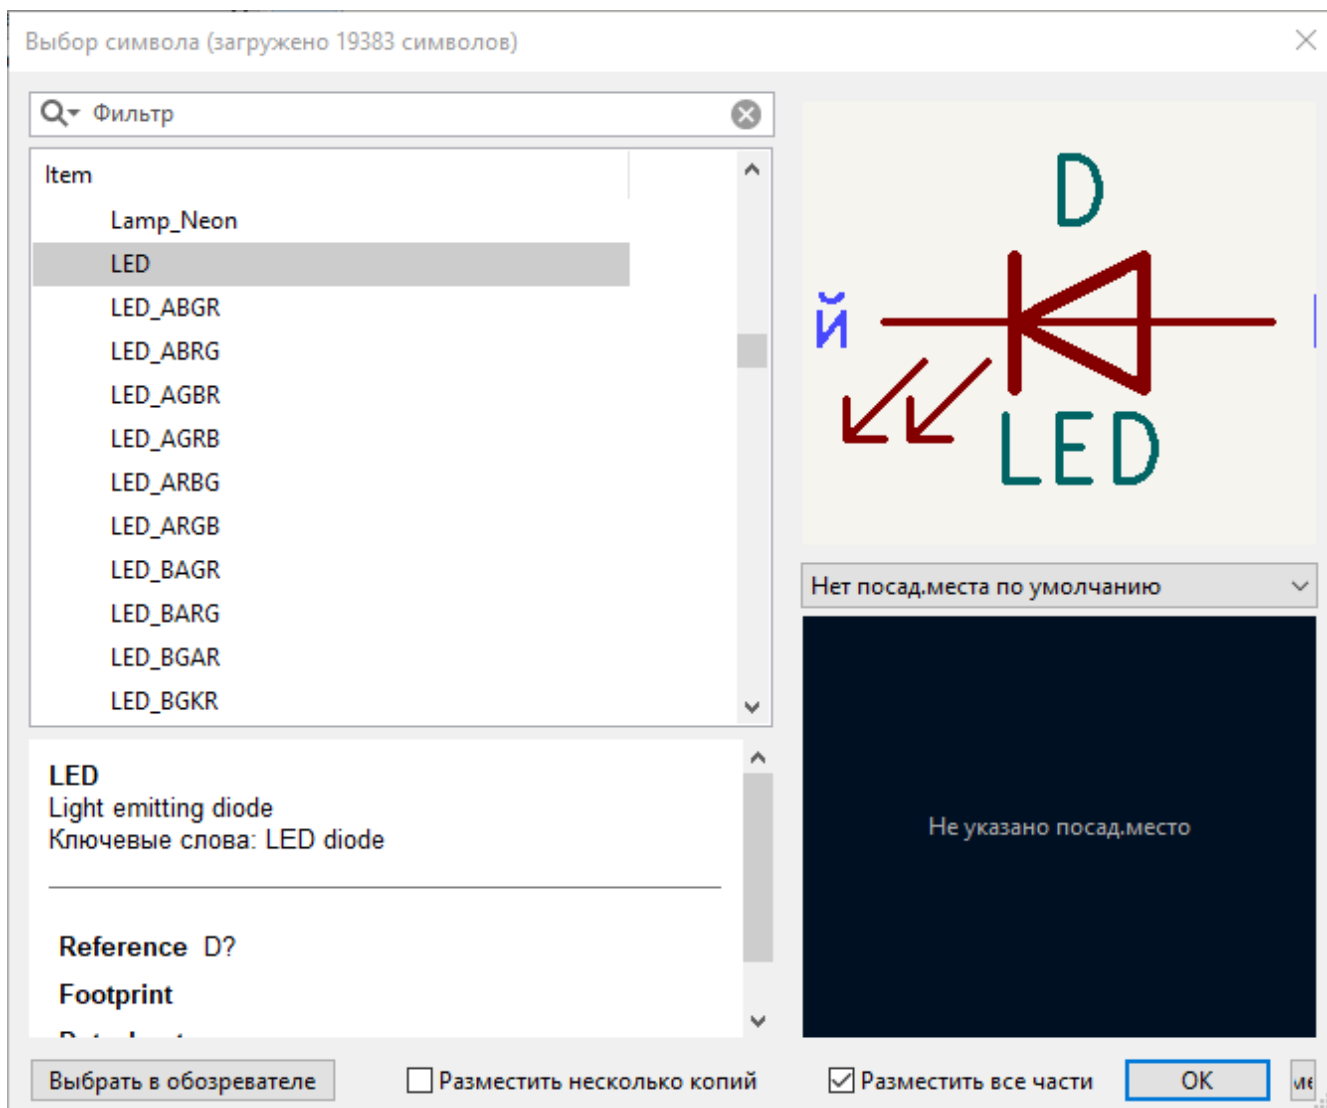 Выбор символа (загружено 19383 символов)
Фильтр
Item
Lamp_Neon
LED
LED_ABGR
LED_ABRG
LED_AGBR
LED_AGRB
LED_ARBG
LED_ARGB
LED_BAGR
LED_BARG
LED_BGAR
LED_BGKR
D
й
LED
Нет посад.места по умолчанию
Не указано посад.место
LED
Light emitting diode
Ключевые слова: LED diode
Reference D?
Footprint
Выбрать в обозревателе
Разместить несколько копий
Разместить все части
OK